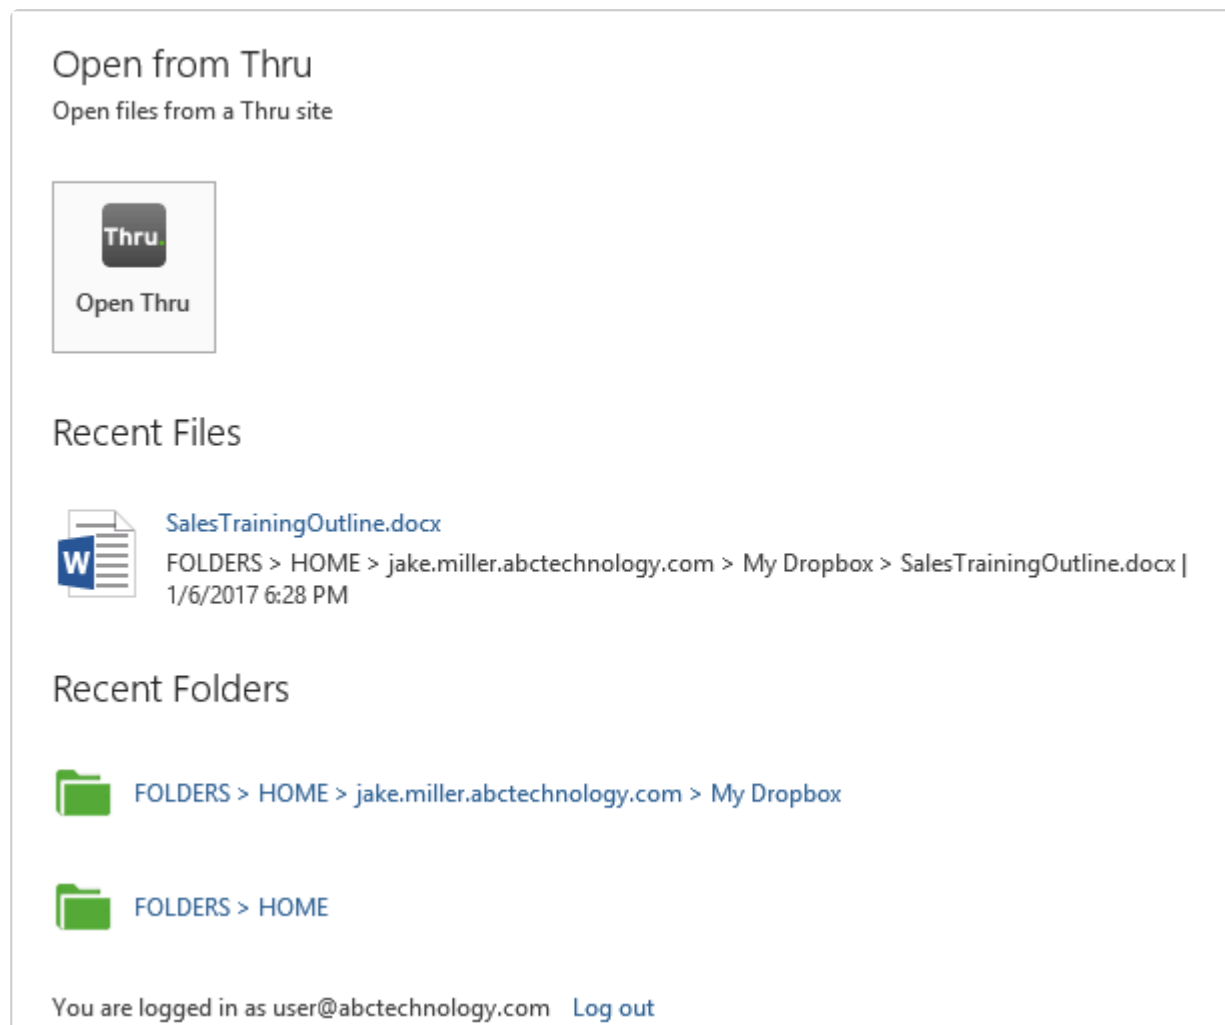 Open from Thru
Open files from a Thru site
Thru.
Open Thru
Recent Files
SalesTrainingOutline.docx
W
FOLDERS > HOME > jake.miller.abctechnology.com > My Dropbox > SalesTrainingOutline.docx |
1/6/2017 6:28 PM
Recent Folders
FOLDERS > HOME > jake.miller.abctechnology.com > My Dropbox
FOLDERS > HOME
You are logged in as user@abctechnology.com Log out